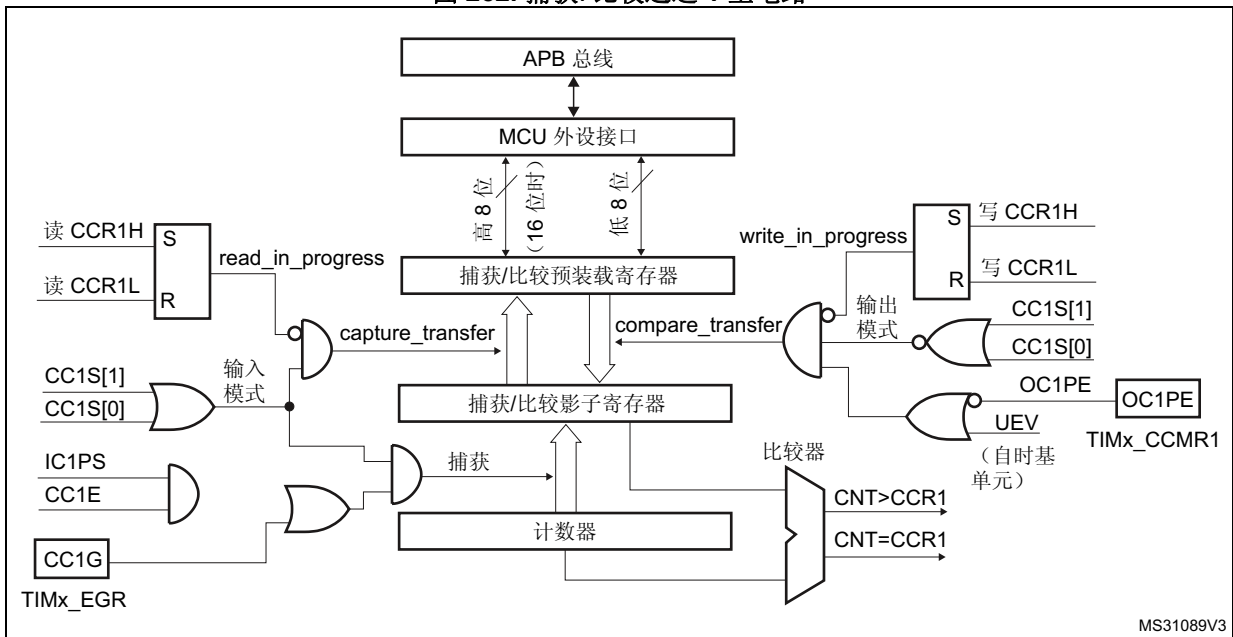 APB 总线
MCU 外设接口
高 8 位
（16 位时）
低 8 位
读 CCR1H
S
读 CCR1L
R
read_in_progress
写 CCR1H
S
写 CCR1L
R
write_in_progress
捕获/比较预装载寄存器
capture_transfer
compare_transfer
输出
模式
CC1S[1]
CC1S[0]
CC1S[1]
CC1S[0]
输入
模式
捕获/比较影子寄存器
OC1PE
OC1PE
UEV
TIMx_CCMR1
（自时基
单元）
IC1PS
CC1E
捕获
比较器
CNT>CCR1
计数器
CNT=CCR1
CC1G
TIMx_EGR
MS31089V3